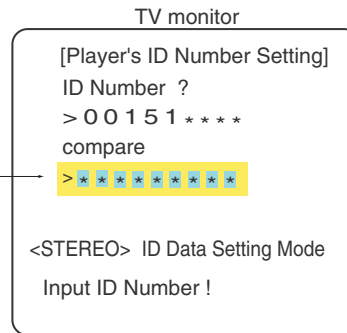 TV monitor
[Player's ID Number Setting]
ID Number ?
>00151****
compare
>*********
<STEREO> ID Data Setting Mode
Input ID Number !